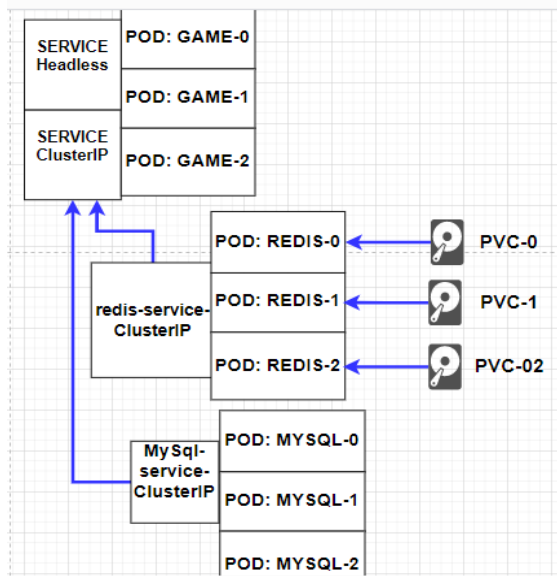 SERVICE
Headless
POD: GAME-0
POD: GAME-1
SERVICE
ClusterIP
POD: GAME-2
POD: REDIS-0
PVC-0
redis-service-
ClusterIP
POD: REDIS-1
PVC-1
POD: REDIS-2
PVC-02
MySql-
service-
ClusterIP
POD: MYSQL-0
POD: MYSQL-1
POD: MYSQL-2